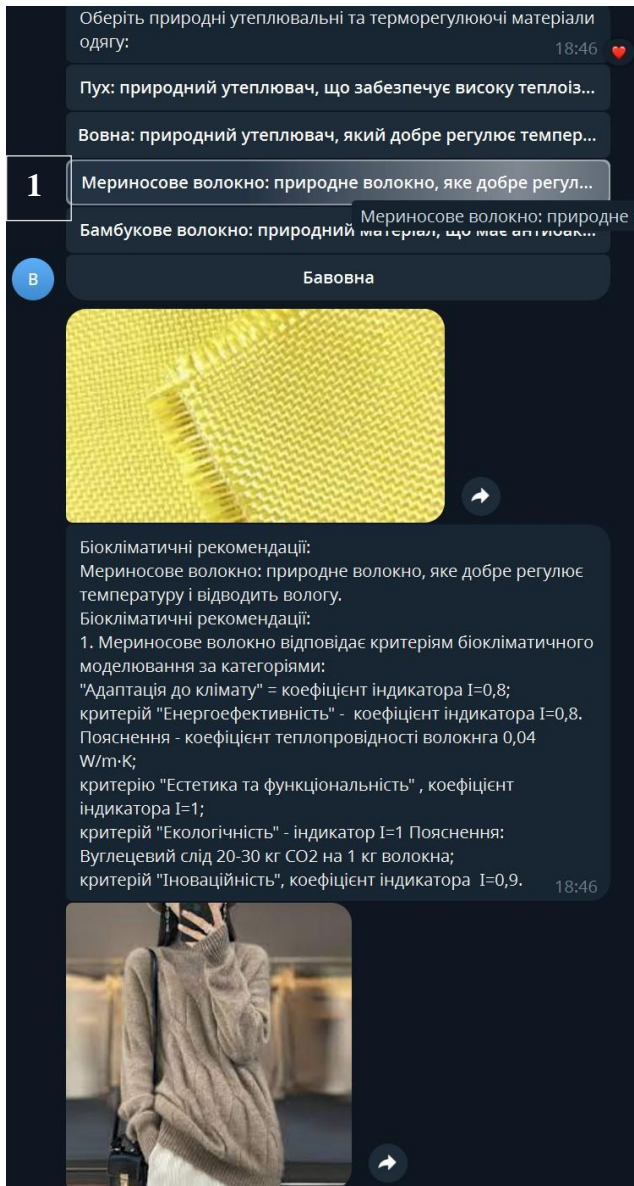 Оберіть природні утеплювальні та терморегулюючі матеріали
одягу:
18:46
Пух: природний утеплювач, що забезпечує високу теплоіз...
Вовна: природний утеплювач, який добре регулює темпер...
1
Мериносове волокно: природне волокно, яке добре регул...
Мериносове волокно: природне
Бамбукове волокно: природний матеріал, що має антибак...
В
Бавовна
Біокліматичні рекомендації:
Мериносове волокно: природне волокно, яке добре регулює
температуру і відводить вологу.
Біокліматичні рекомендації:
1. Мериносове волокно відповідає критеріям біокліматичного
моделювання за категоріями:
"Адаптація до клімату" = коефіцієнт індикатора I=0,8;
критерій "Енергоефективність" - коефіцієнт індикатора I=0,8.
Пояснення - коефіцієнт теплопровідності волокнга 0,04
W/m·K;
критерію "Естетика та функціональність" , коефіцієнт
індикатора I=1;
критерій "Екологічність" - індикатор I=1 Пояснення:
Вуглецевий слід 20-30 кг CO2 на 1 кг волокна;
критерій "Іноваційність", коефіцієнт індикатора I=0,9.
18:46